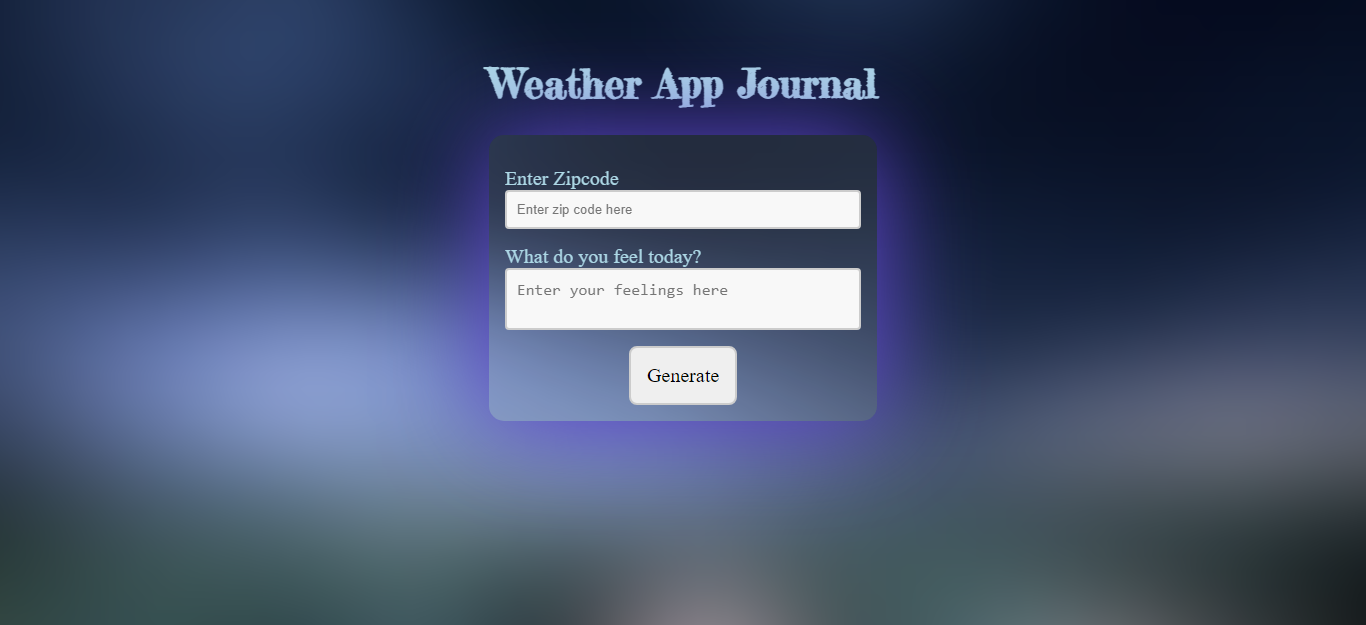 Weather App Journal
Enter Zipcode
Enter zip code here
What do you feel today?
Enter your feelings here
Generate